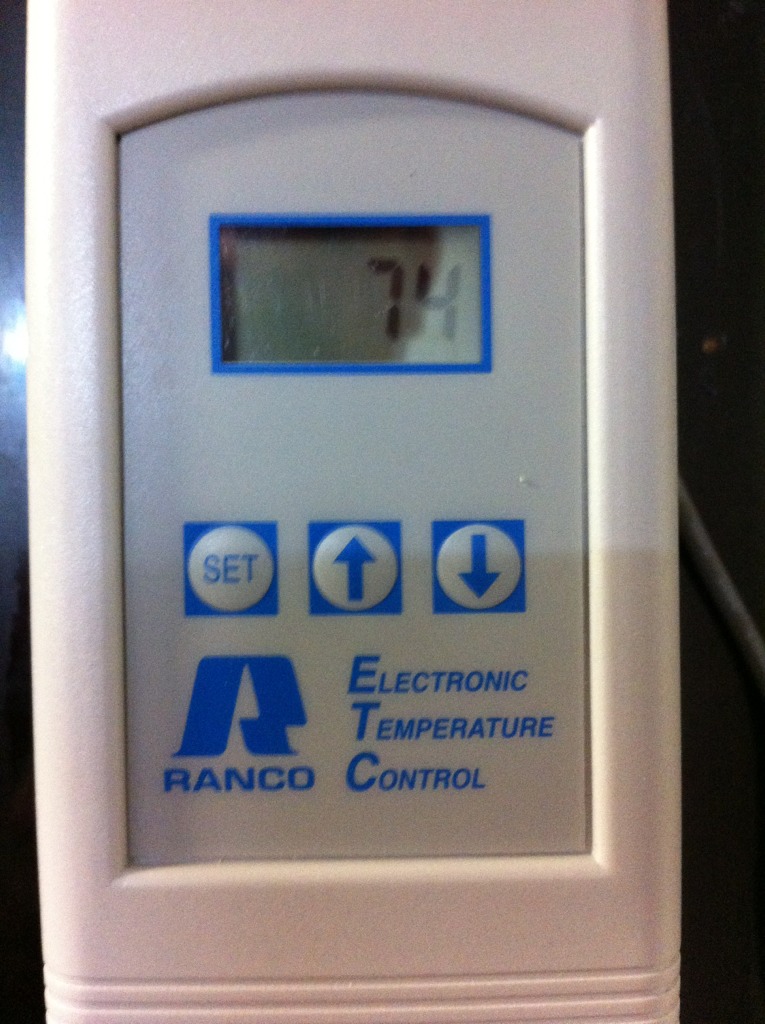 74
SET
RANCO
ELECTRONIC
TEMPERATURE
CONTROL